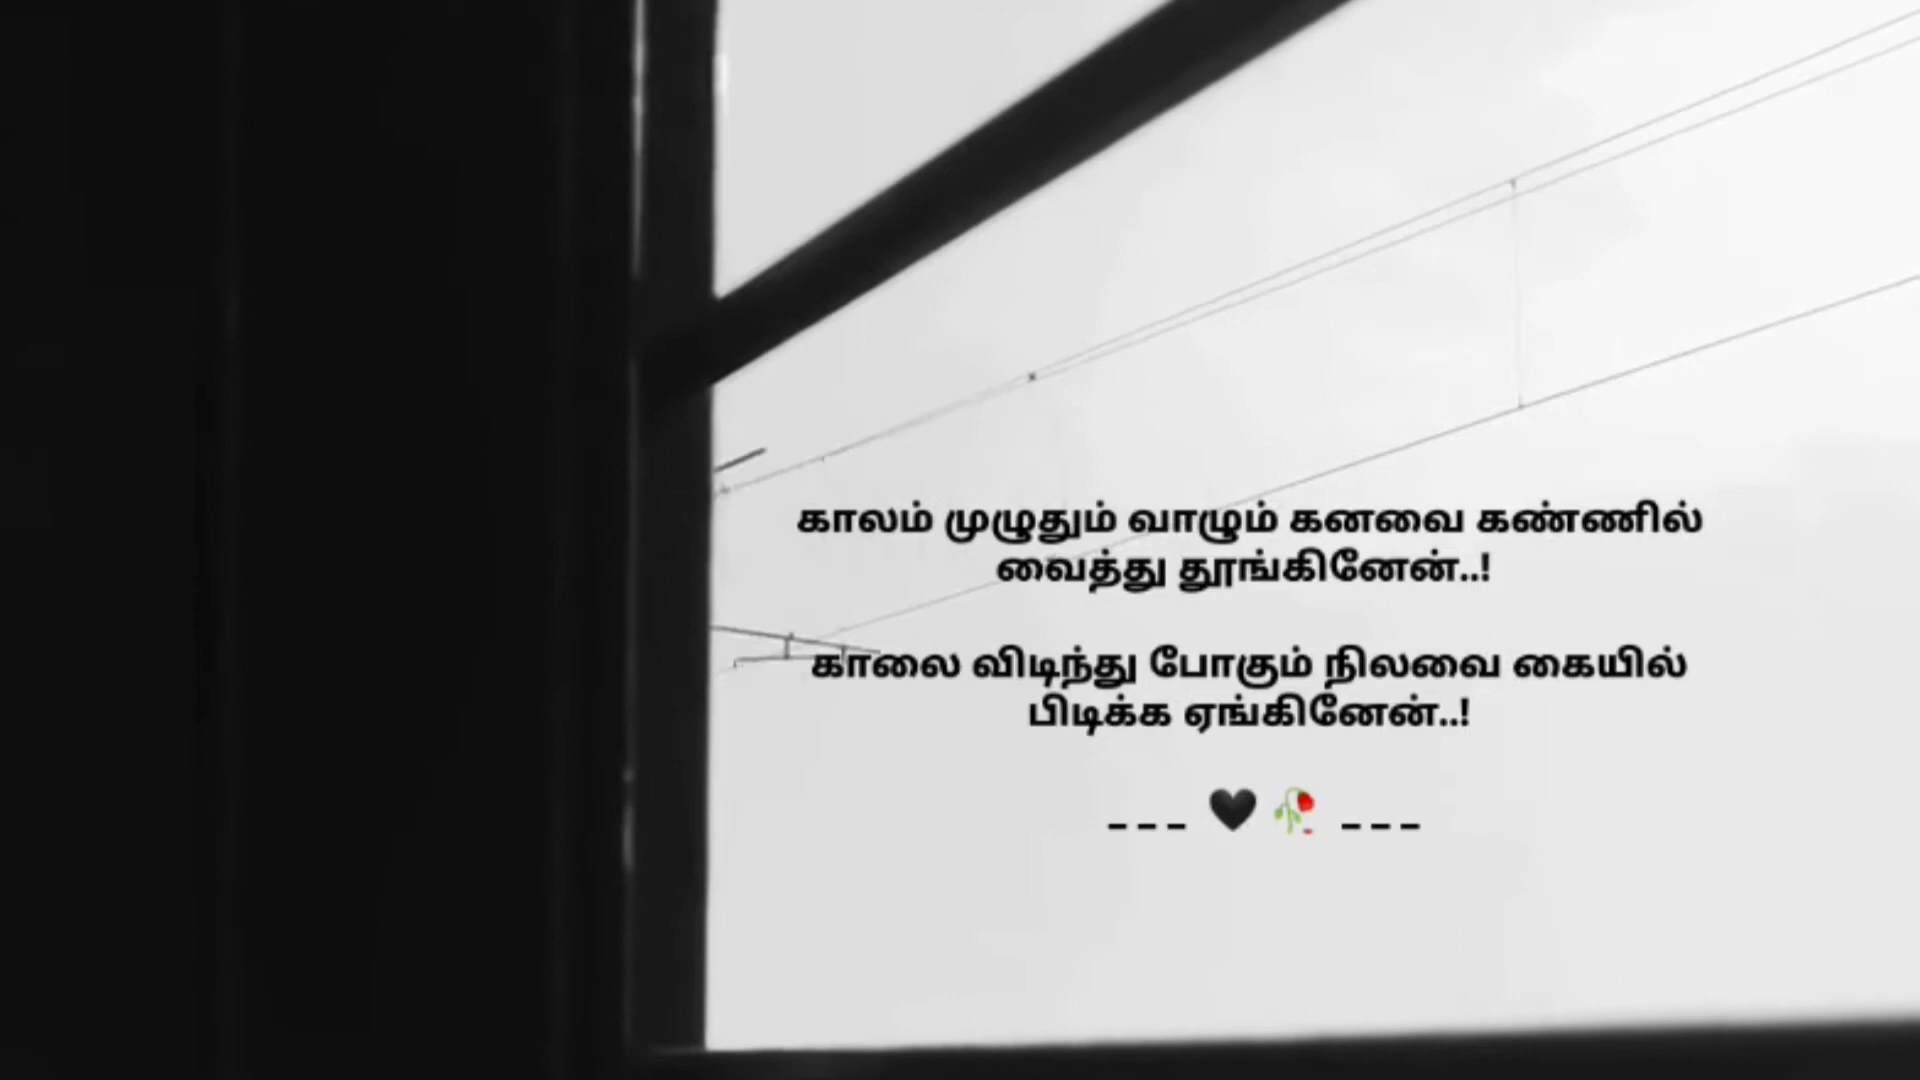 காலம் முழுதும் வாழும் கனவை கண்ணில்
வைத்து தூங்கினேன்..!
காலை விடிந்து போகும் நிலவை கையில்
பிடிக்க ஏங்கினேன்..!
--- 🖤🥀 ---